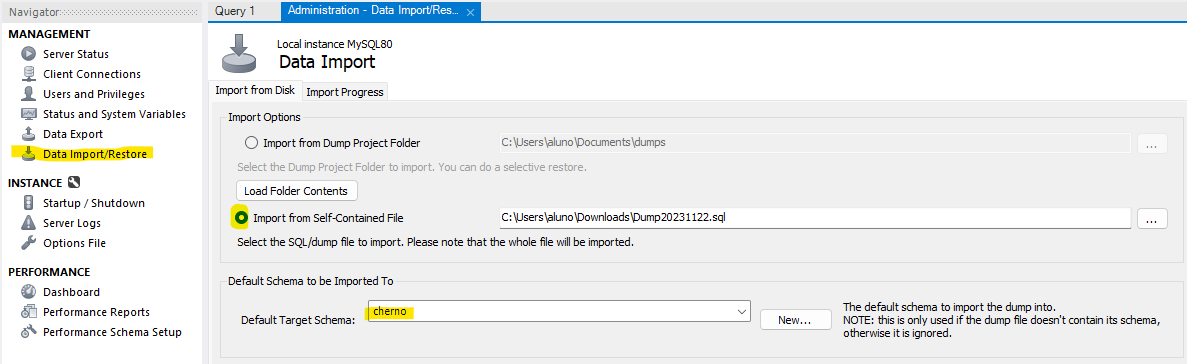 Navigator
MANAGEMENT
Server Status
Client Connections
Users and Privileges
Status and System Variables
Data Export
Data Import/Restore
INSTANCE
Startup / Shutdown
Server Logs
Options File
PERFORMANCE
Dashboard
Performance Reports
Performance Schema Setup
Query 1
Administration - Data Import/Res...
Local instance MySQL80
Data Import
Import from Disk
Import Progress
Import Options
Import from Dump Project Folder
C:\Users\aluno\Documents\dumps
...
Select the Dump Project Folder to import. You can do a selective restore.
Load Folder Contents
Import from Self-Contained File
C:\Users\aluno\Downloads\Dump20231122.sql
...
Select the SQL/dump file to import. Please note that the whole file will be imported.
Default Schema to be Imported To
Default Target Schema:
cherno
New...
The default schema to import the dump into.
NOTE: this is only used if the dump file doesn't contain its schema,
otherwise it is ignored.